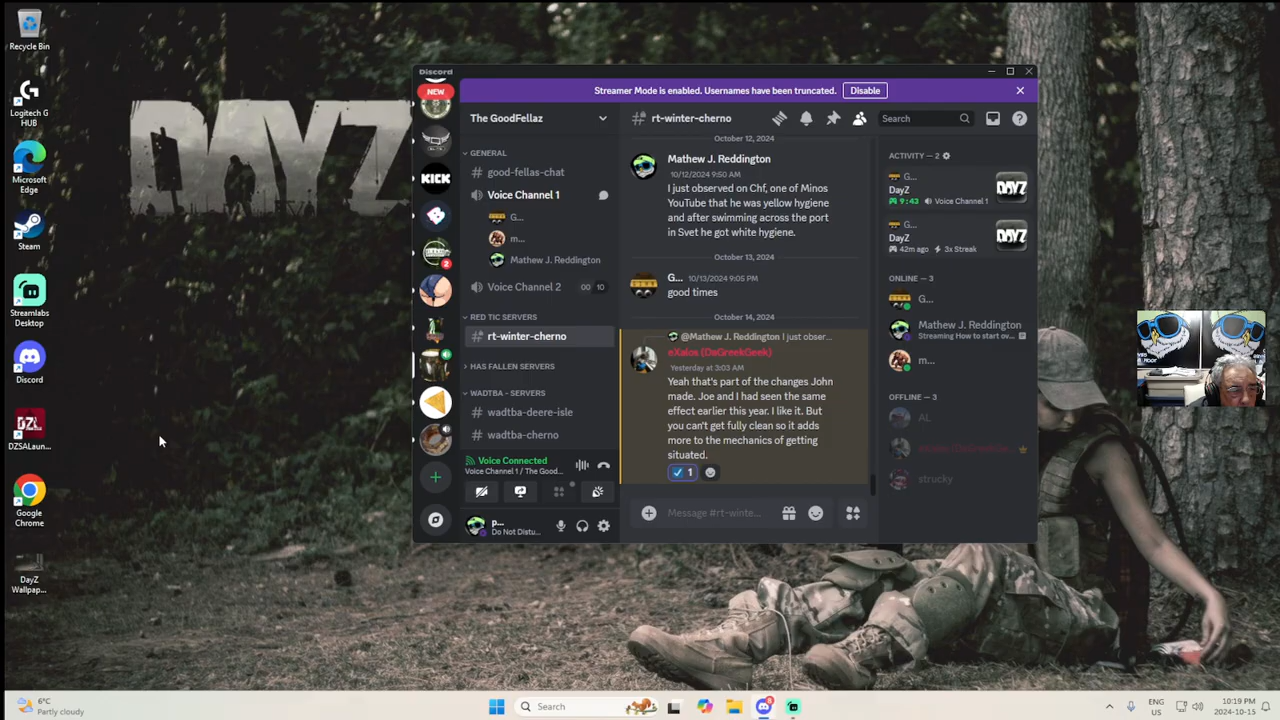 Recycle Bin
Logitech G
HUB
Microsoft
Edge
Steam
Streamlabs
Desktop
Discord
DZSALaun...
Google
Chrome
DayZ
Wallpap...
DAYZ
Discord
NEW
Streamer Mode is enabled. Usernames have been truncated.
Disable
The GoodFellaz
GENERAL
good-fellas-chat
Voice Channel 1
G...
m...
Mathew J. Reddington
Voice Channel 2
00 10
RED TIC SERVERS
rt-winter-cherno
HAS FALLEN SERVERS
WADTBA - SERVERS
wadtba-deere-isle
wadtba-cherno
KICK
2
Voice Connected
Voice Channel 1 / The Good...
p...
Do Not Distu...
rt-winter-cherno
Search
October 12, 2024
Mathew J. Reddington
10/12/2024 9:50 AM
I just observed on Chf, one of Minos
YouTube that he was yellow hygiene
and after swimming across the port
in Svet he got white hygiene.
October 13, 2024
G... 10/13/2024 9:05 PM
good times
October 14, 2024
@Mathew J. Reddington I just obser...
eXalos (DaGreekGeek)
Yesterday at 3:03 AM
Yeah that's part of the changes John
made. Joe and I had seen the same
effect earlier this year. I like it. But
you can't get fully clean so it adds
more to the mechanics of getting
situated.
1
Message #rt-winte...
ACTIVITY — 2
G...
DayZ
9:43 Voice Channel 1
DAYZ
G...
DayZ
42m ago 3x Streak
DAYZ
ONLINE — 3
G...
Mathew J. Reddington
Streaming How to start ov...
m...
OFFLINE — 3
AL
strucky
6°C
Partly cloudy
Search
ENG
US
10:19 PM
2024-10-15